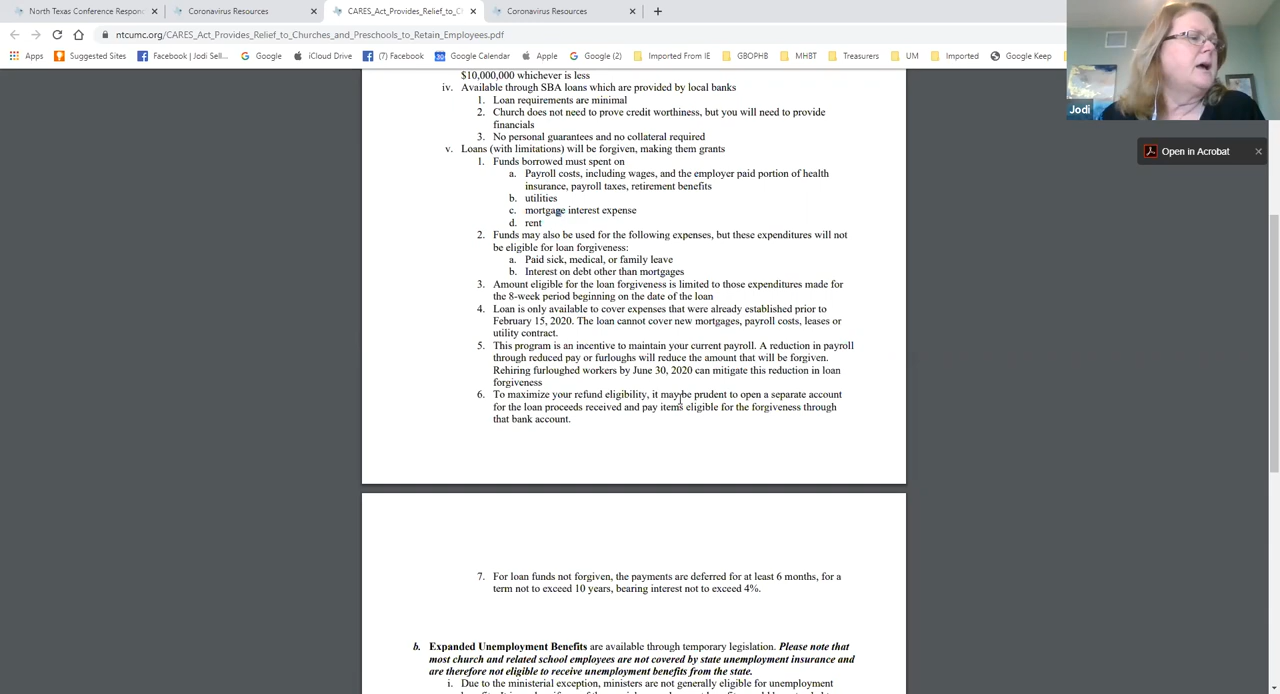 North Texas Conference Respon
Coronavirus Resources
CARES_Act_Provides_Relief_to_C
Coronavirus Resources
ntcumc.org/CARES_Act_Provides_Relief_to_Churches_and_Preschools_to_Retain_Employees.pdf
Apps
Suggested Sites
Facebook | Jodi Sell...
Google
iCloud Drive
(7) Facebook
Google Calendar
Apple
Google (2)
Imported From IE
GBOPHB
MHBT
Treasurers
UM
Imported
Google Keep
Jodi
Open in Acrobat
$10,000,000 whichever is less
iv. Available through SBA loans which are provided by local banks
1. Loan requirements are minimal
2. Church does not need to prove credit worthiness, but you will need to provide
financials
3. No personal guarantees and no collateral required
v. Loans (with limitations) will be forgiven, making them grants
1. Funds borrowed must spent on
a. Payroll costs, including wages, and the employer paid portion of health
insurance, payroll taxes, retirement benefits
b. utilities
c. mortgage interest expense
d. rent
2. Funds may also be used for the following expenses, but these expenditures will not
be eligible for loan forgiveness:
a. Paid sick, medical, or family leave
b. Interest on debt other than mortgages
3. Amount eligible for the loan forgiveness is limited to those expenditures made for
the 8-week period beginning on the date of the loan
4. Loan is only available to cover expenses that were already established prior to
February 15, 2020. The loan cannot cover new mortgages, payroll costs, leases or
utility contract.
5. This program is an incentive to maintain your current payroll. A reduction in payroll
through reduced pay or furloughs will reduce the amount that will be forgiven.
Rehiring furloughed workers by June 30, 2020 can mitigate this reduction in loan
forgiveness
6. To maximize your refund eligibility, it may be prudent to open a separate account
for the loan proceeds received and pay items eligible for the forgiveness through
that bank account.
7. For loan funds not forgiven, the payments are deferred for at least 6 months, for a
term not to exceed 10 years, bearing interest not to exceed 4%.
b. Expanded Unemployment Benefits are available through temporary legislation. Please note that
most church and related school employees are not covered by state unemployment insurance and
are therefore not eligible to receive unemployment benefits from the state.
i. Due to the ministerial exception, ministers are not generally eligible for unemployment